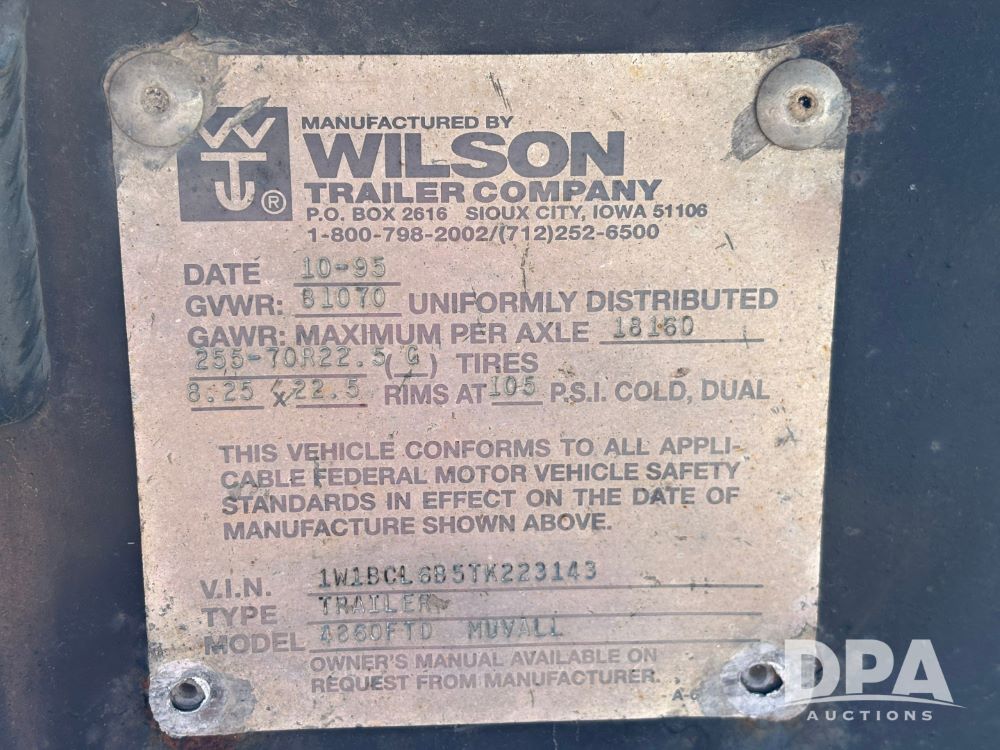 MANUFACTURED BY
WILSON
TRAILER COMPANY
P.O. BOX 2616 SIOUX CITY, IOWA 51106
1-800-798-2002/(712)252-6500
DATE 10-95
GVWR: 81070 UNIFORMLY DISTRIBUTED
GAWR: MAXIMUM PER AXLE 18160
255-70R22.5 (G) TIRES
8.25 x 22.5 RIMS AT 105 P.S.I. COLD, DUAL
THIS VEHICLE CONFORMS TO ALL APPLI-
CABLE FEDERAL MOTOR VEHICLE SAFETY
STANDARDS IN EFFECT ON THE DATE OF
MANUFACTURE SHOWN ABOVE.
V.I.N. 1W1BCL6B5TK223143
TYPE TRAILER
MODEL 4860FTD MUVALL
OWNER'S MANUAL AVAILABLE ON
REQUEST FROM MANUFACTURER.
DPA
AUCTIONS